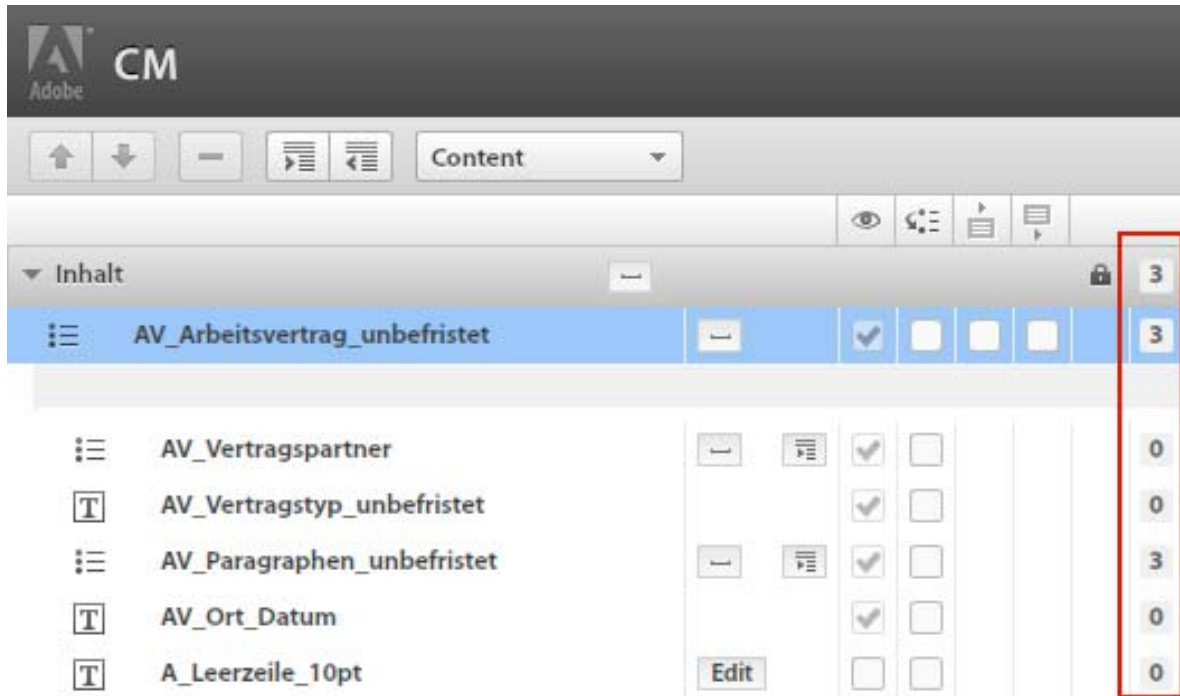 Adobe CM
Content
Inhalt 3
AV_Arbeitsvertrag_unbefristet 3
AV_Vertragspartner 0
T AV_Vertragstyp_unbefristet 0
AV_Paragraphen_unbefristet 3
T AV_Ort_Datum 0
T A_Leerzeile_10pt Edit 0